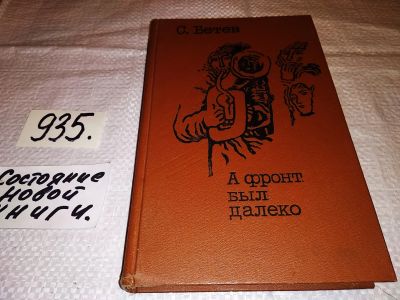 С. Бетев
А фронт
был
далеко
935.
Состояние
новой
книги.